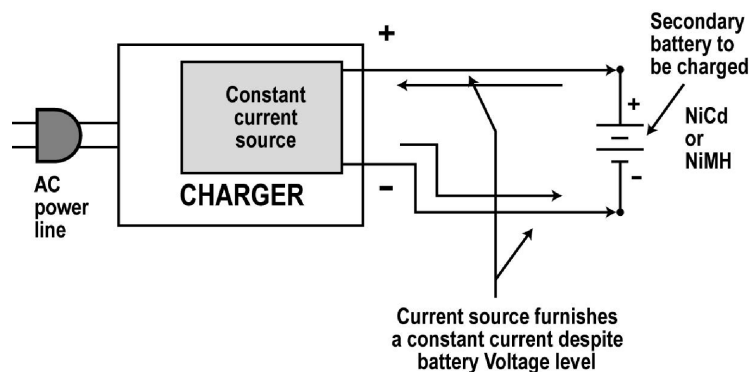 Secondary
battery to
be charged
+
Constant
current
source
+
NiCd
or
NiMH
AC
power
line
CHARGER
-
-
Current source furnishes
a constant current despite
battery Voltage level